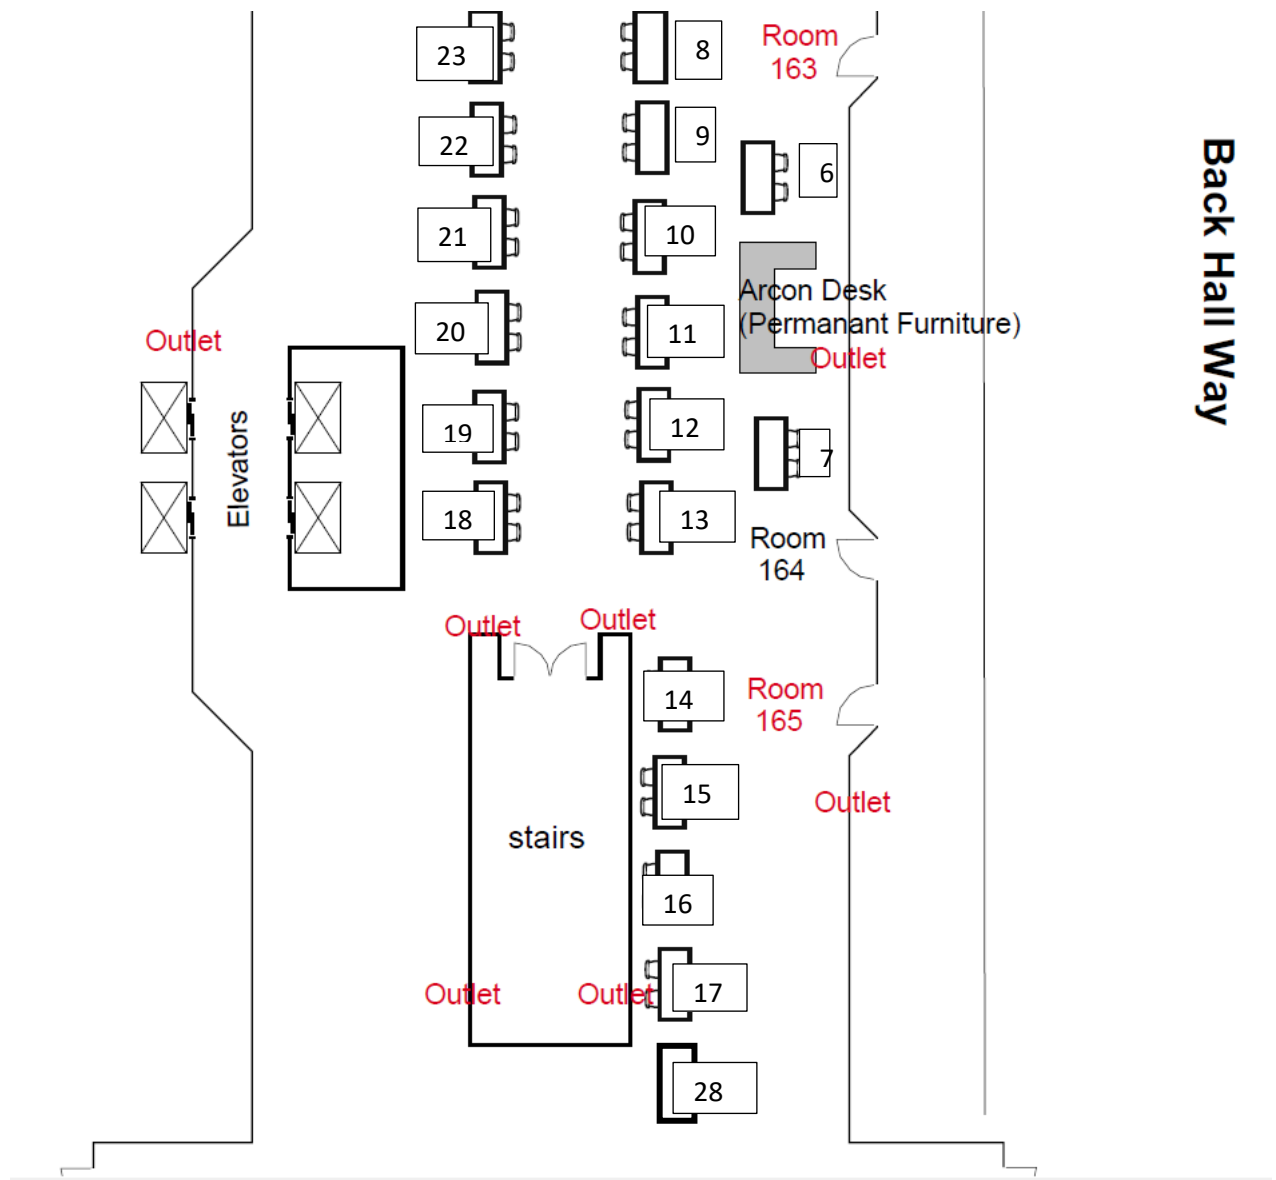 23
8
Room
163
22
9
6
21
10
Arcon Desk
(Permanant Furniture)
Outlet
20
11
Outlet
Back Hall Way
Elevators
19
12
7
18
13
Room
164
Outlet
Outlet
14
Room
165
15
Outlet
stairs
16
Outlet
Outlet
17
28